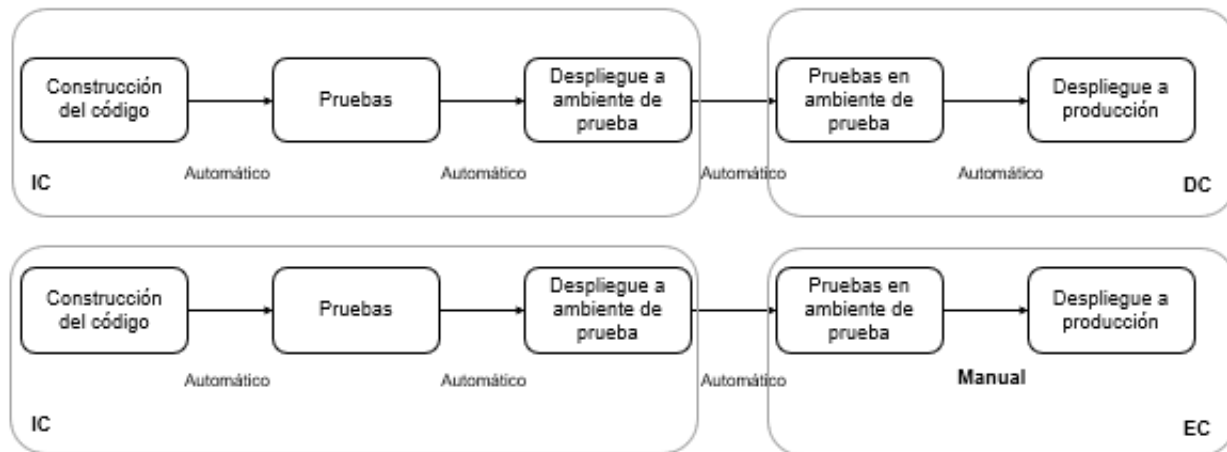 Construcción
del código
Pruebas
Despliegue a
ambiente de
prueba
Pruebas en
ambiente de
prueba
Despliegue a
producción
Automático
Automático
Automático
Automático
IC
DC
Construcción
del código
Pruebas
Despliegue a
ambiente de
prueba
Pruebas en
ambiente de
prueba
Despliegue a
producción
Automático
Automático
Automático
Manual
IC
EC